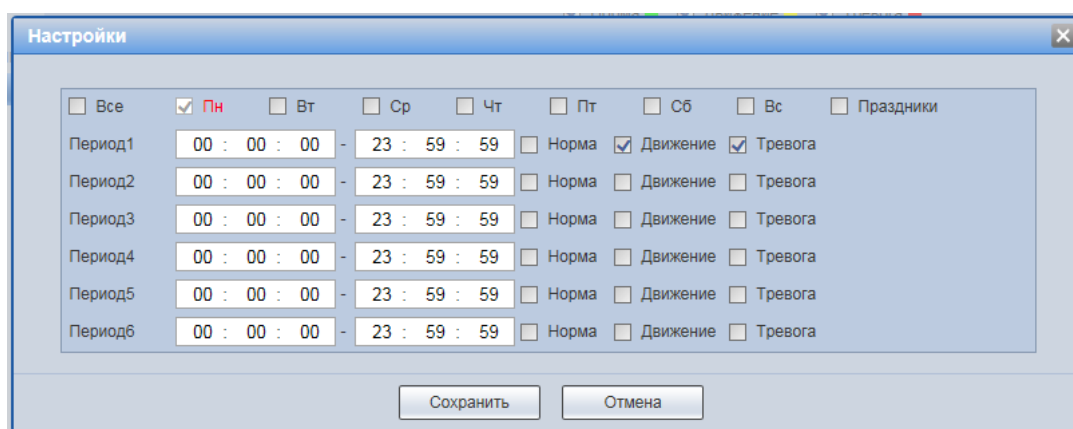 Настройки
Все Пн Вт Ср Чт Пт Сб Вс Праздники
Период1 00 : 00 : 00 - 23 : 59 : 59 Норма Движение Тревога
Период2 00 : 00 : 00 - 23 : 59 : 59 Норма Движение Тревога
Период3 00 : 00 : 00 - 23 : 59 : 59 Норма Движение Тревога
Период4 00 : 00 : 00 - 23 : 59 : 59 Норма Движение Тревога
Период5 00 : 00 : 00 - 23 : 59 : 59 Норма Движение Тревога
Период6 00 : 00 : 00 - 23 : 59 : 59 Норма Движение Тревога
Сохранить Отмена